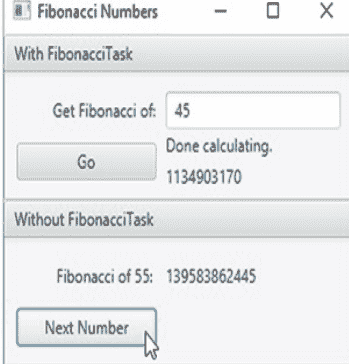 Fibonacci Numbers
With FibonacciTask
Get Fibonacci of: 45
Go
Done calculating.
1134903170
Without FibonacciTask
Fibonacci of 55: 139583862445
Next Number